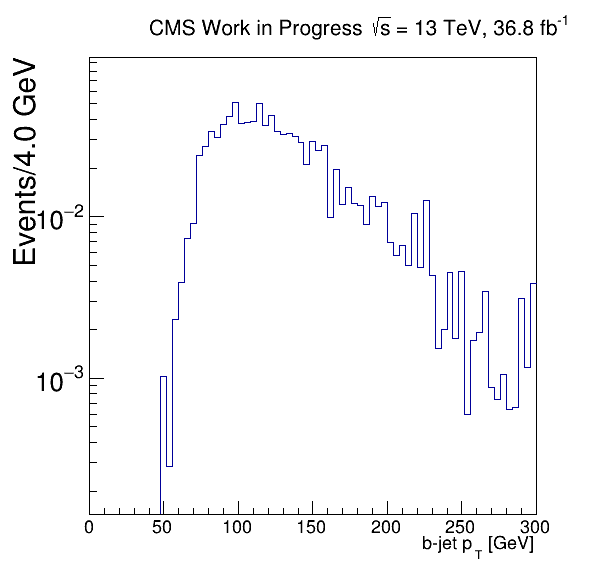 CMS Work in Progress √s = 13 TeV, 36.8 fb⁻¹
Events/4.0 GeV
10⁻²
10⁻³
0 50 100 150 200 250 300
b-jet p_T [GeV]